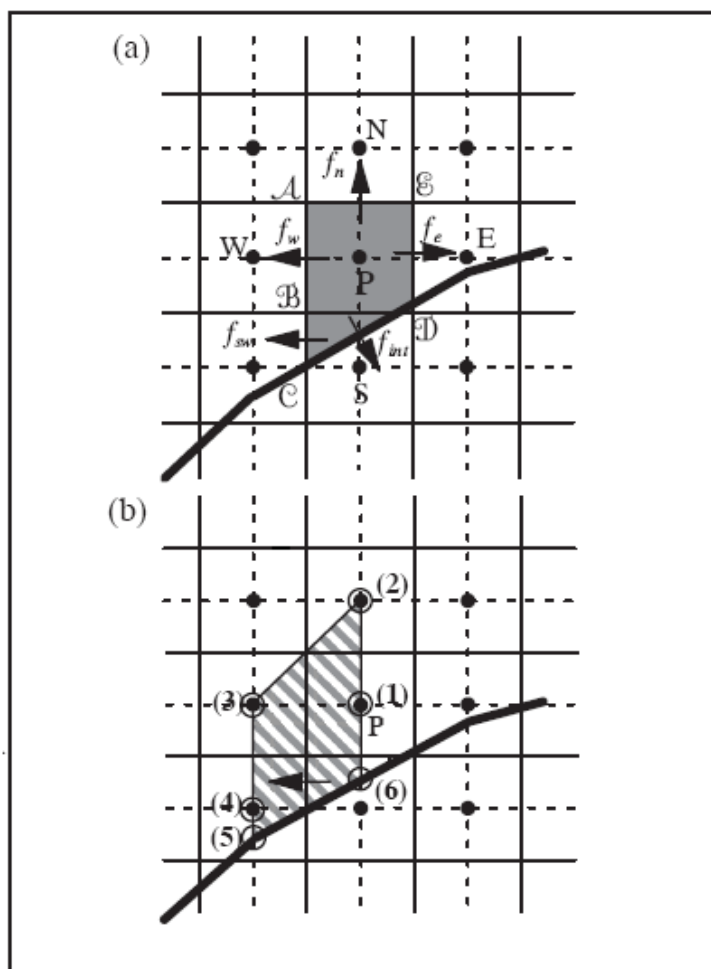 (a)
N
f_n
𝒜 ℰ
W f_w f_e E
P
ℬ
f_sw 𝒟
f_int
C S
(b)
(2)
(3) (1)
P
(4) (6)
(5)